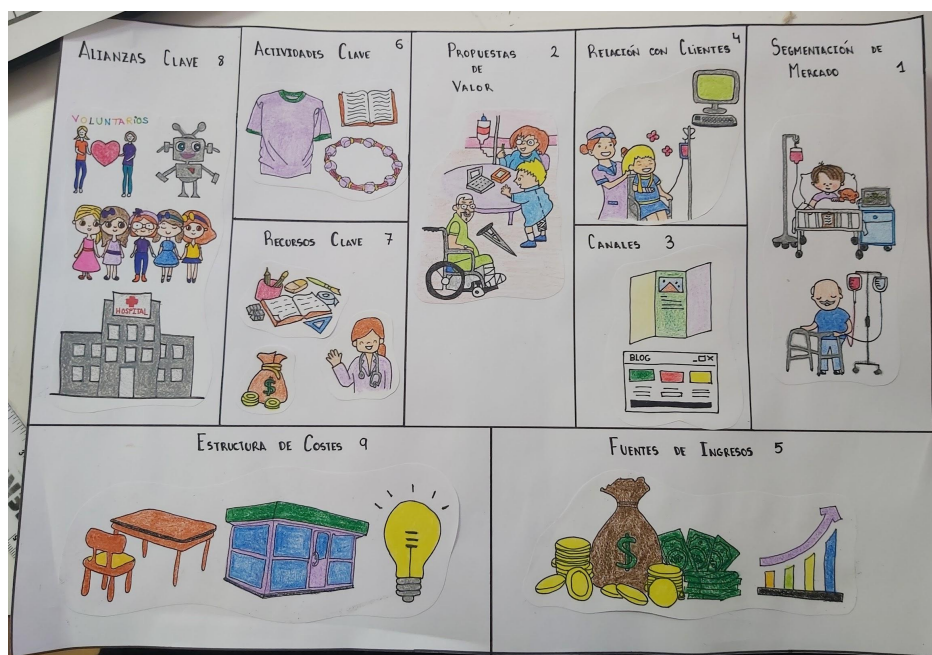 Alianzas Clave 8
VOLUNTARIOS
HOSPITAL
Actividades Clave 6
Recursos Clave 7
$
Propuestas 2
de
Valor
Relación con Clientes 4
Canales 3
BLOG
Segmentación de
Mercado 1
Estructura de Costes 9
Fuentes de Ingresos 5
$